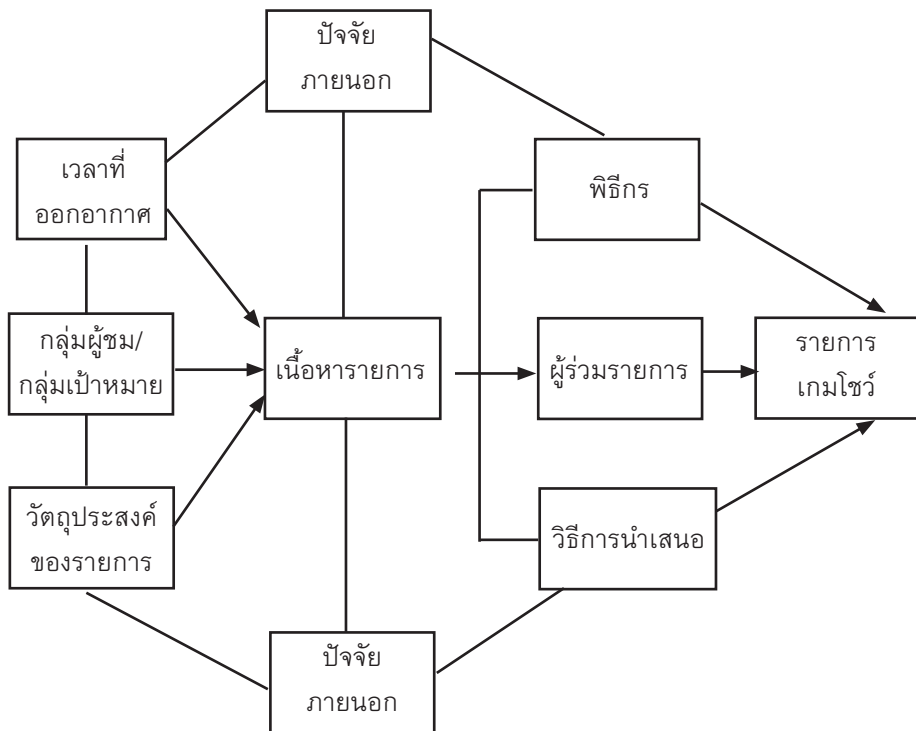 ปัจจัย
ภายนอก
เวลาที่
ออกอากาศ
พิธีกร
กลุ่มผู้ชม/
กลุ่มเป้าหมาย
เนื้อหารายการ
ผู้ร่วมรายการ
รายการ
เกมโชว์
วัตถุประสงค์
ของรายการ
วิธีการนำเสนอ
ปัจจัย
ภายนอก